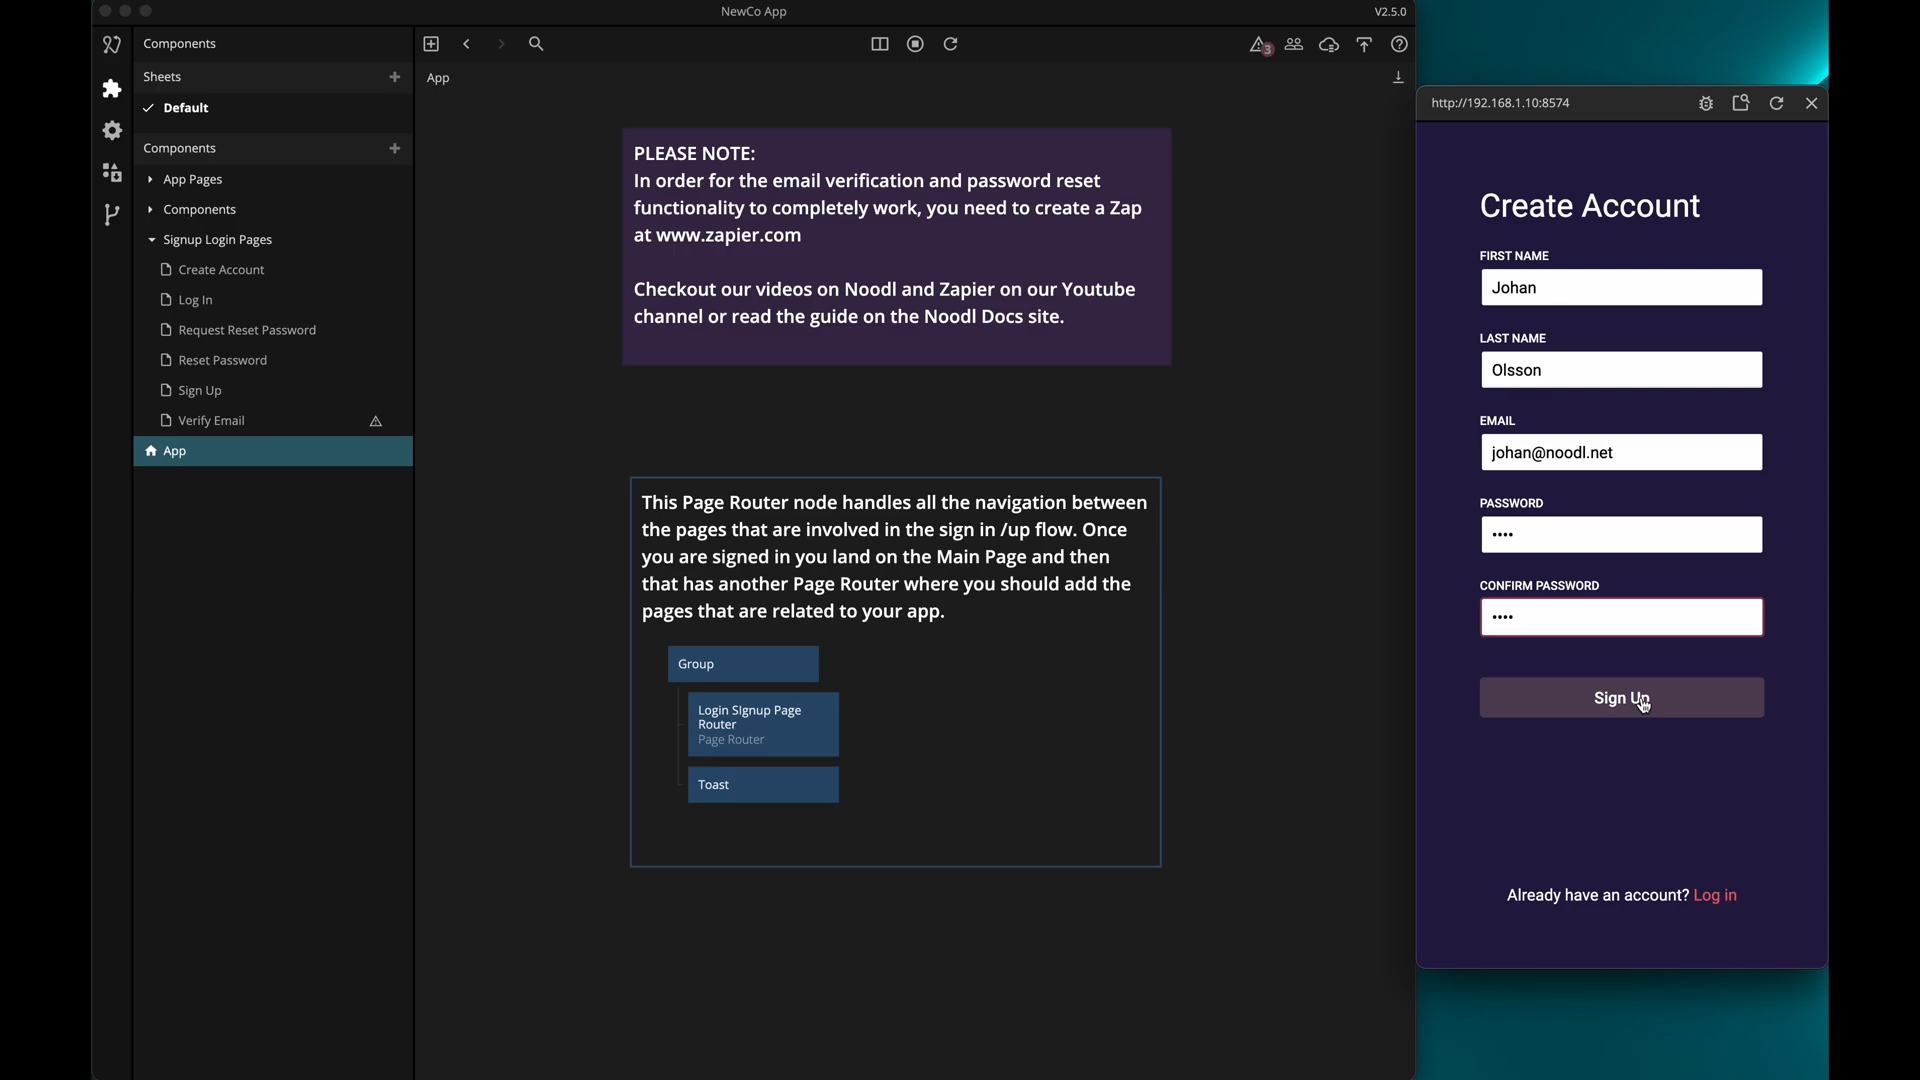 NewCo App
V2.5.0
Components
3
Sheets
Default
App
Components
App Pages
Components
Signup Login Pages
Create Account
Log In
Request Reset Password
Reset Password
Sign Up
Verify Email
App
PLEASE NOTE:
In order for the email verification and password reset
functionality to completely work, you need to create a Zap
at www.zapier.com
Checkout our videos on Noodl and Zapier on our Youtube
channel or read the guide on the Noodl Docs site.
This Page Router node handles all the navigation between
the pages that are involved in the sign in /up flow. Once
you are signed in you land on the Main Page and then
that has another Page Router where you should add the
pages that are related to your app.
Group
Login SIgnup Page
Router
Page Router
Toast
http://192.168.1.10:8574
Create Account
FIRST NAME
Johan
LAST NAME
Olsson
EMAIL
johan@noodl.net
PASSWORD
••••
CONFIRM PASSWORD
••••
Sign Up
Already have an account? Log in